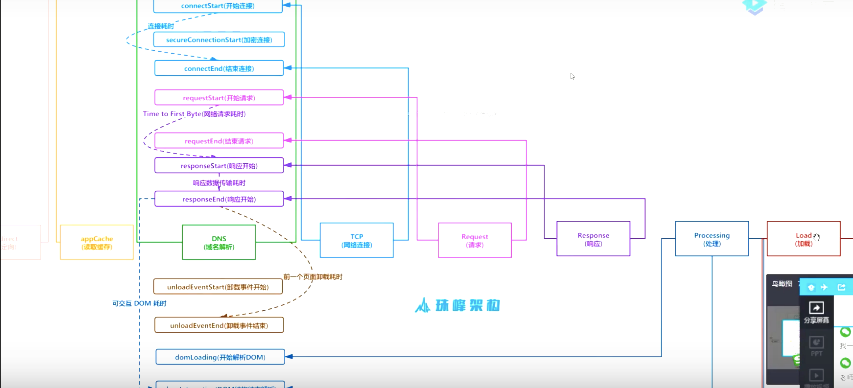 connectStart(开始连接)
连接耗时
secureConnectionStart(加密连接)
connectEnd(结束连接)
requestStart(开始请求)
Time to First Byte(网络请求耗时)
requestEnd(结束请求)
responseStart(响应开始)
响应数据传输耗时
responseEnd(响应开始)
appCache
(读取缓存)
DNS
(域名解析)
TCP
(网络连接)
Request
(请求)
Response
(响应)
Processing
(处理)
Load
(加载)
前一个页面卸载耗时
unloadEventStart(卸载事件开始)
可交互 DOM 耗时
珠峰架构
unloadEventEnd(卸载事件结束)
domLoading(开始解析DOM)
鸟瞰图
分享屏幕
PPT